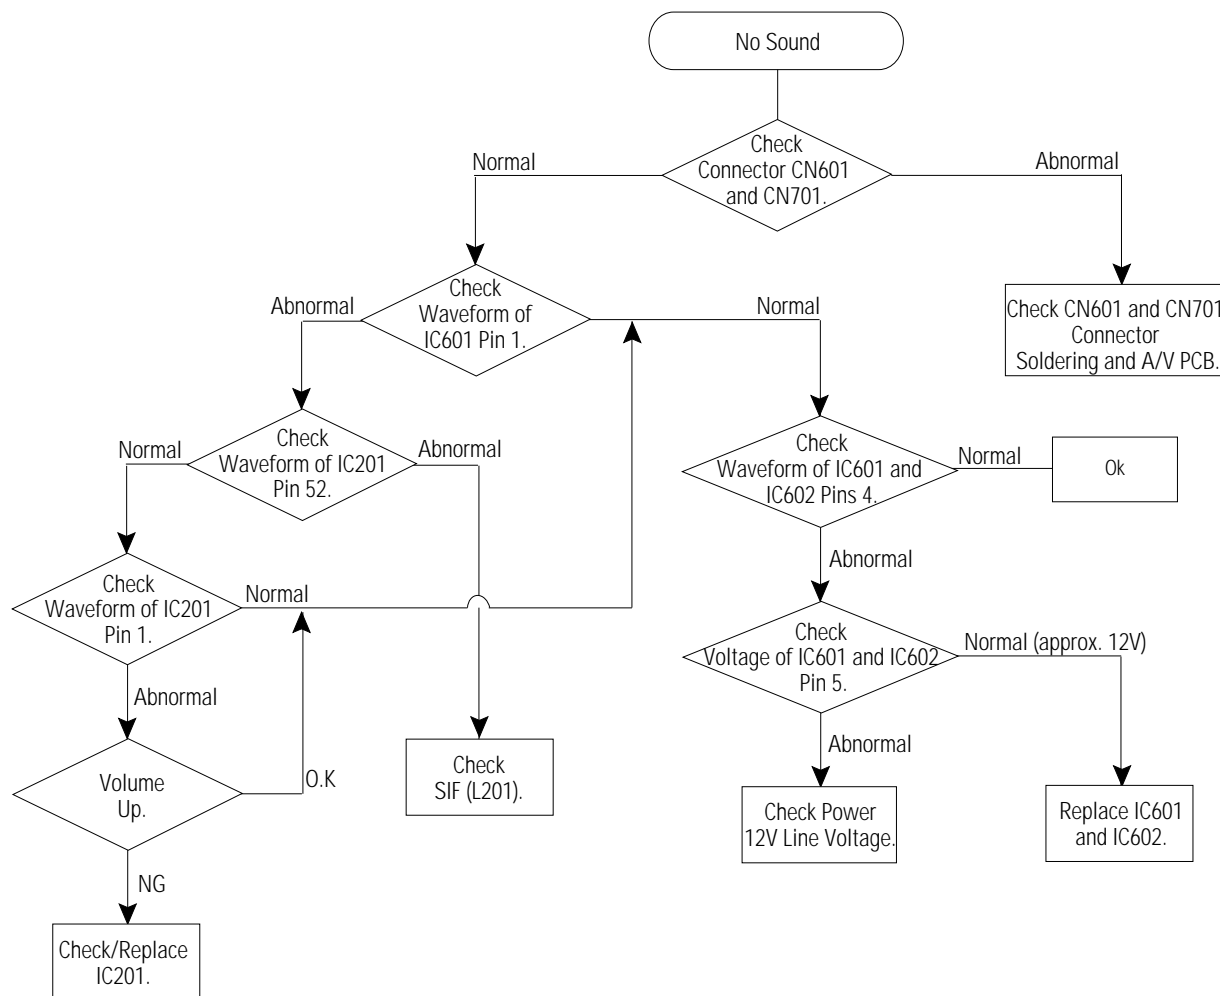 No Sound
Check
Connector CN601
and CN701.
Normal
Abnormal
Check
Waveform of
IC601 Pin 1.
Abnormal
Normal
Check CN601 and CN701
Connector
Soldering and A/V PCB.
Check
Waveform of IC201
Pin 52.
Normal
Abnormal
Check
Waveform of IC601 and
IC602 Pins 4.
Normal
Ok
Abnormal
Check
Waveform of IC201
Pin 1.
Normal
Abnormal
Check
Voltage of IC601 and IC602
Pin 5.
Normal (approx. 12V)
Abnormal
Volume
Up.
O.K
NG
Check
SIF (L201).
Check Power
12V Line Voltage.
Replace IC601
and IC602.
Check/Replace
IC201.